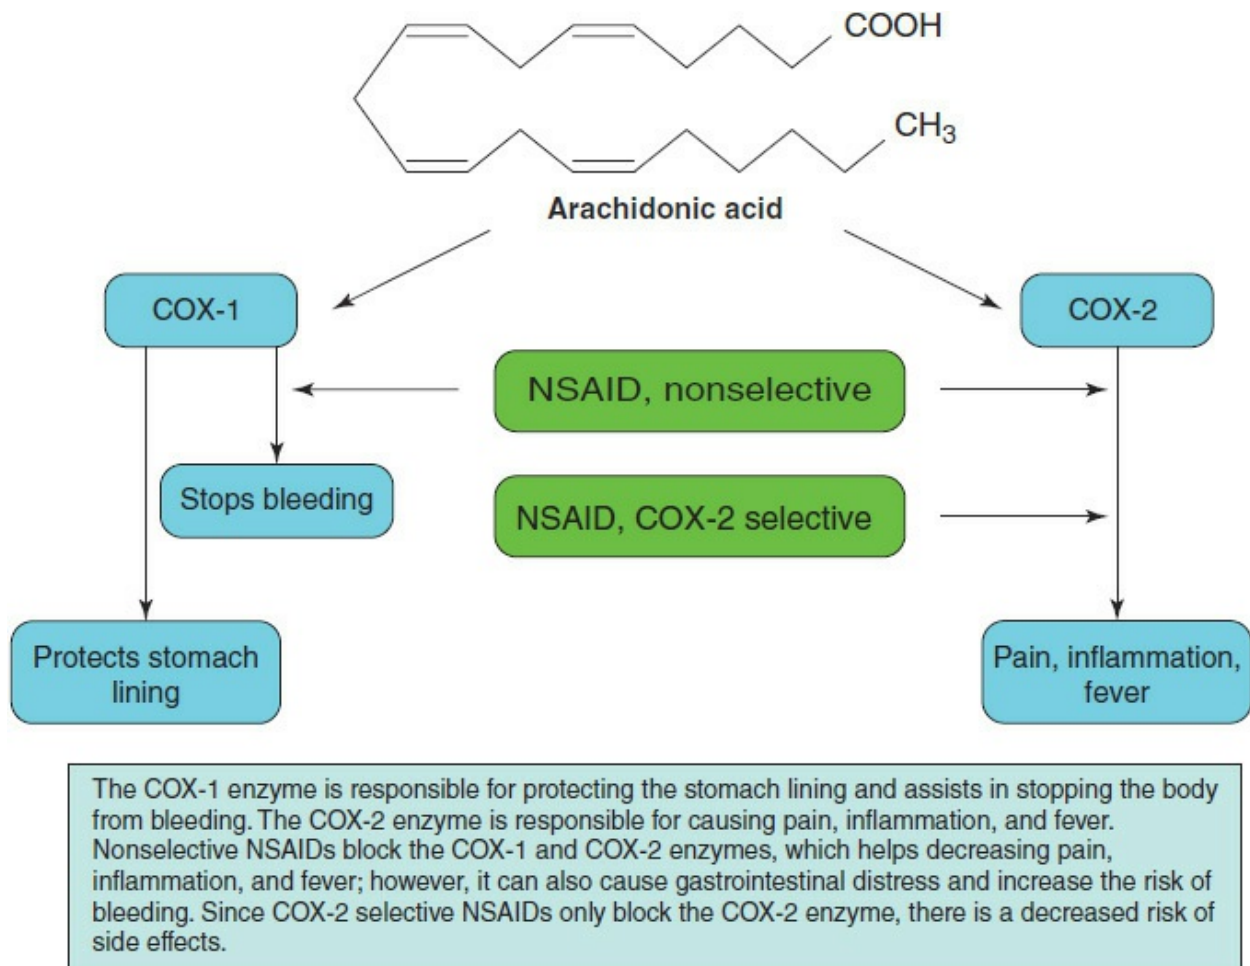 COOH
CH₃
Arachidonic acid
COX-1
COX-2
NSAID, nonselective
Stops bleeding
NSAID, COX-2 selective
Protects stomach
lining
Pain, inflammation,
fever
The COX-1 enzyme is responsible for protecting the stomach lining and assists in stopping the body
from bleeding. The COX-2 enzyme is responsible for causing pain, inflammation, and fever.
Nonselective NSAIDs block the COX-1 and COX-2 enzymes, which helps decreasing pain,
inflammation, and fever; however, it can also cause gastrointestinal distress and increase the risk of
bleeding. Since COX-2 selective NSAIDs only block the COX-2 enzyme, there is a decreased risk of
side effects.